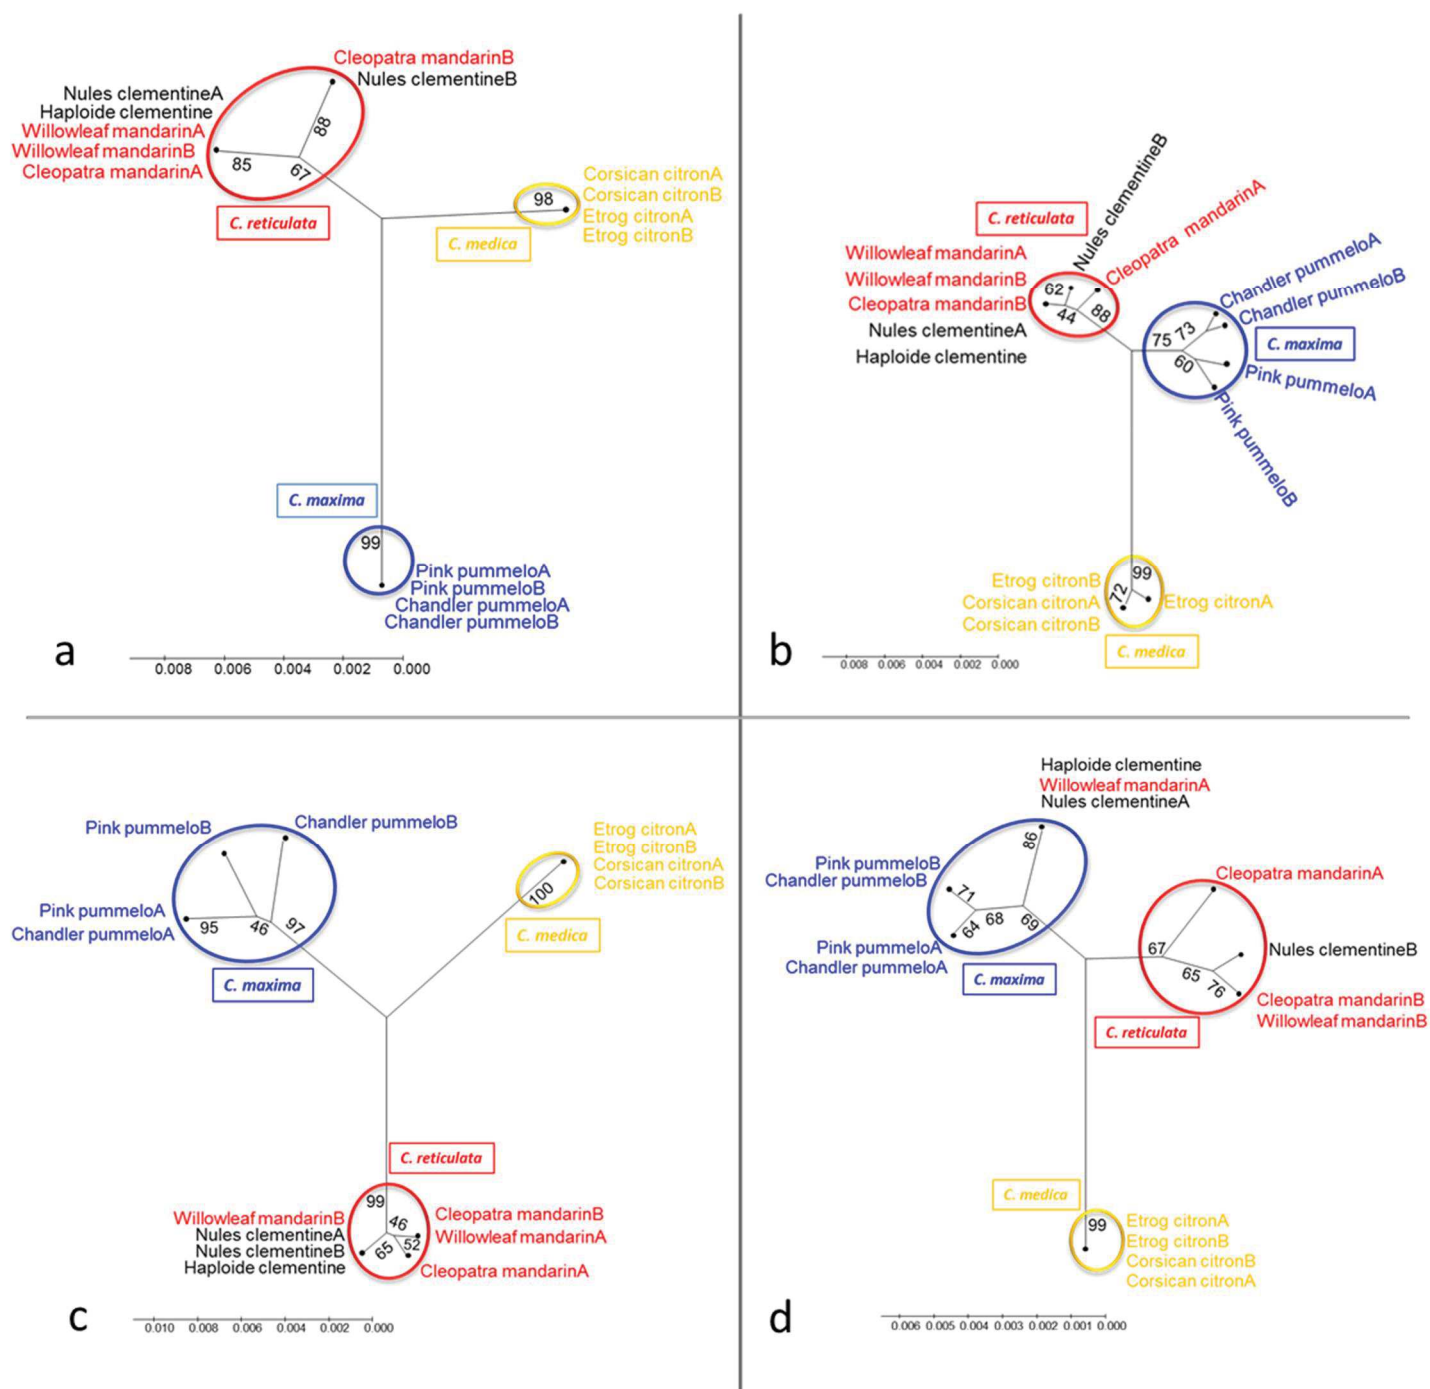 Cleopatra mandarinB
Nules clementineB
Nules clementineA
Haploide clementine
Willowleaf mandarinA
Willowleaf mandarinB
Cleopatra mandarinA
88
85
67
C. reticulata
98
Corsican citronA
Corsican citronB
Etrog citronA
Etrog citronB
C. medica
C. maxima
99
Pink pummeloA
Pink pummeloB
Chandler pummeloA
Chandler pummeloB
a
0.008 0.006 0.004 0.002 0.000
C. reticulata
Nules clementineB
Cleopatra mandarinA
Willowleaf mandarinA
Willowleaf mandarinB
Cleopatra mandarinB
Nules clementineA
Haploide clementine
62
44
88
Chandler pummeloA
Chandler pummeloB
75
73
60
C. maxima
Pink pummeloA
Pink pummeloB
Etrog citronB
Corsican citronA
Corsican citronB
99
72
Etrog citronA
C. medica
b
0.008 0.006 0.004 0.002 0.000
Pink pummeloB
Chandler pummeloB
Pink pummeloA
Chandler pummeloA
95
46
97
C. maxima
Etrog citronA
Etrog citronB
Corsican citronA
Corsican citronB
100
C. medica
C. reticulata
99
Willowleaf mandarinB
Nules clementineA
Nules clementineB
Haploide clementine
46
52
65
Cleopatra mandarinB
Willowleaf mandarinA
Cleopatra mandarinA
c
0.010 0.008 0.006 0.004 0.002 0.000
Haploide clementine
Willowleaf mandarinA
Nules clementineA
86
Pink pummeloB
Chandler pummeloB
71
68
69
64
Pink pummeloA
Chandler pummeloA
C. maxima
Cleopatra mandarinA
67
65
76
Nules clementineB
Cleopatra mandarinB
Willowleaf mandarinB
C. reticulata
C. medica
99
Etrog citronA
Etrog citronB
Corsican citronB
Corsican citronA
d
0.006 0.005 0.004 0.003 0.002 0.001 0.000